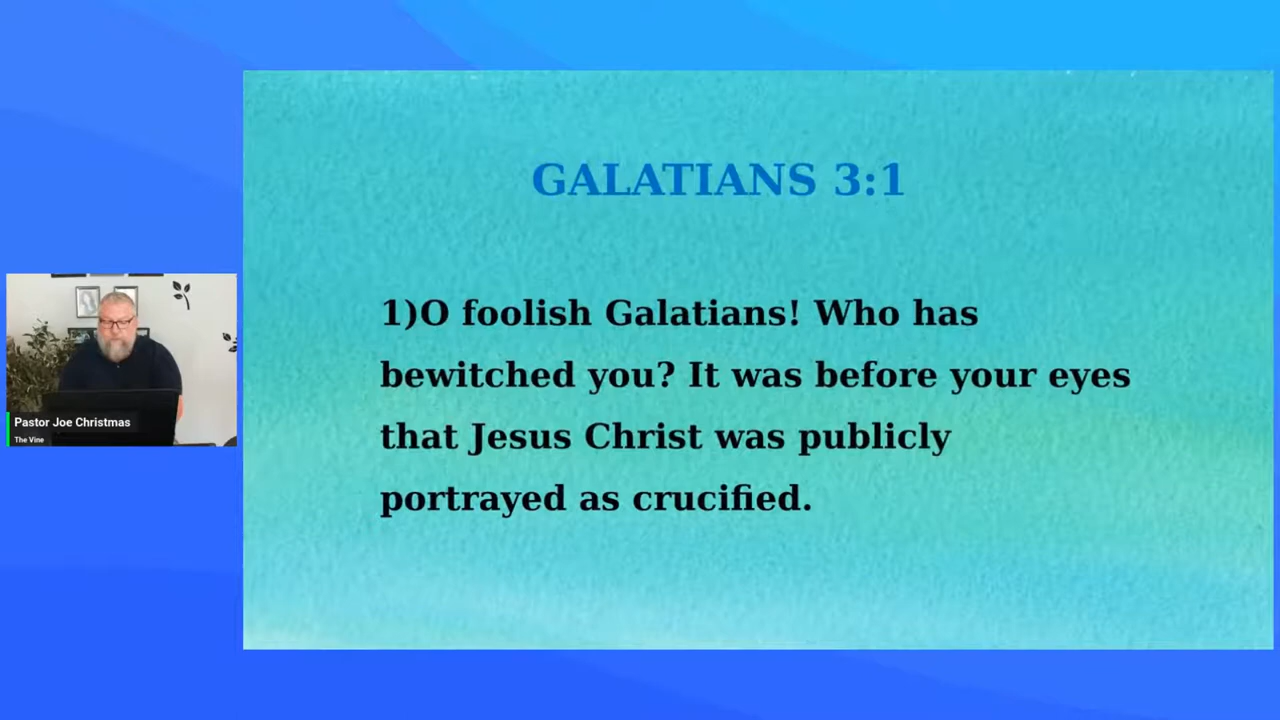 GALATIANS 3:1
1)O foolish Galatians! Who has
bewitched you? It was before your eyes
that Jesus Christ was publicly
portrayed as crucified.
Pastor Joe Christmas
The Vine